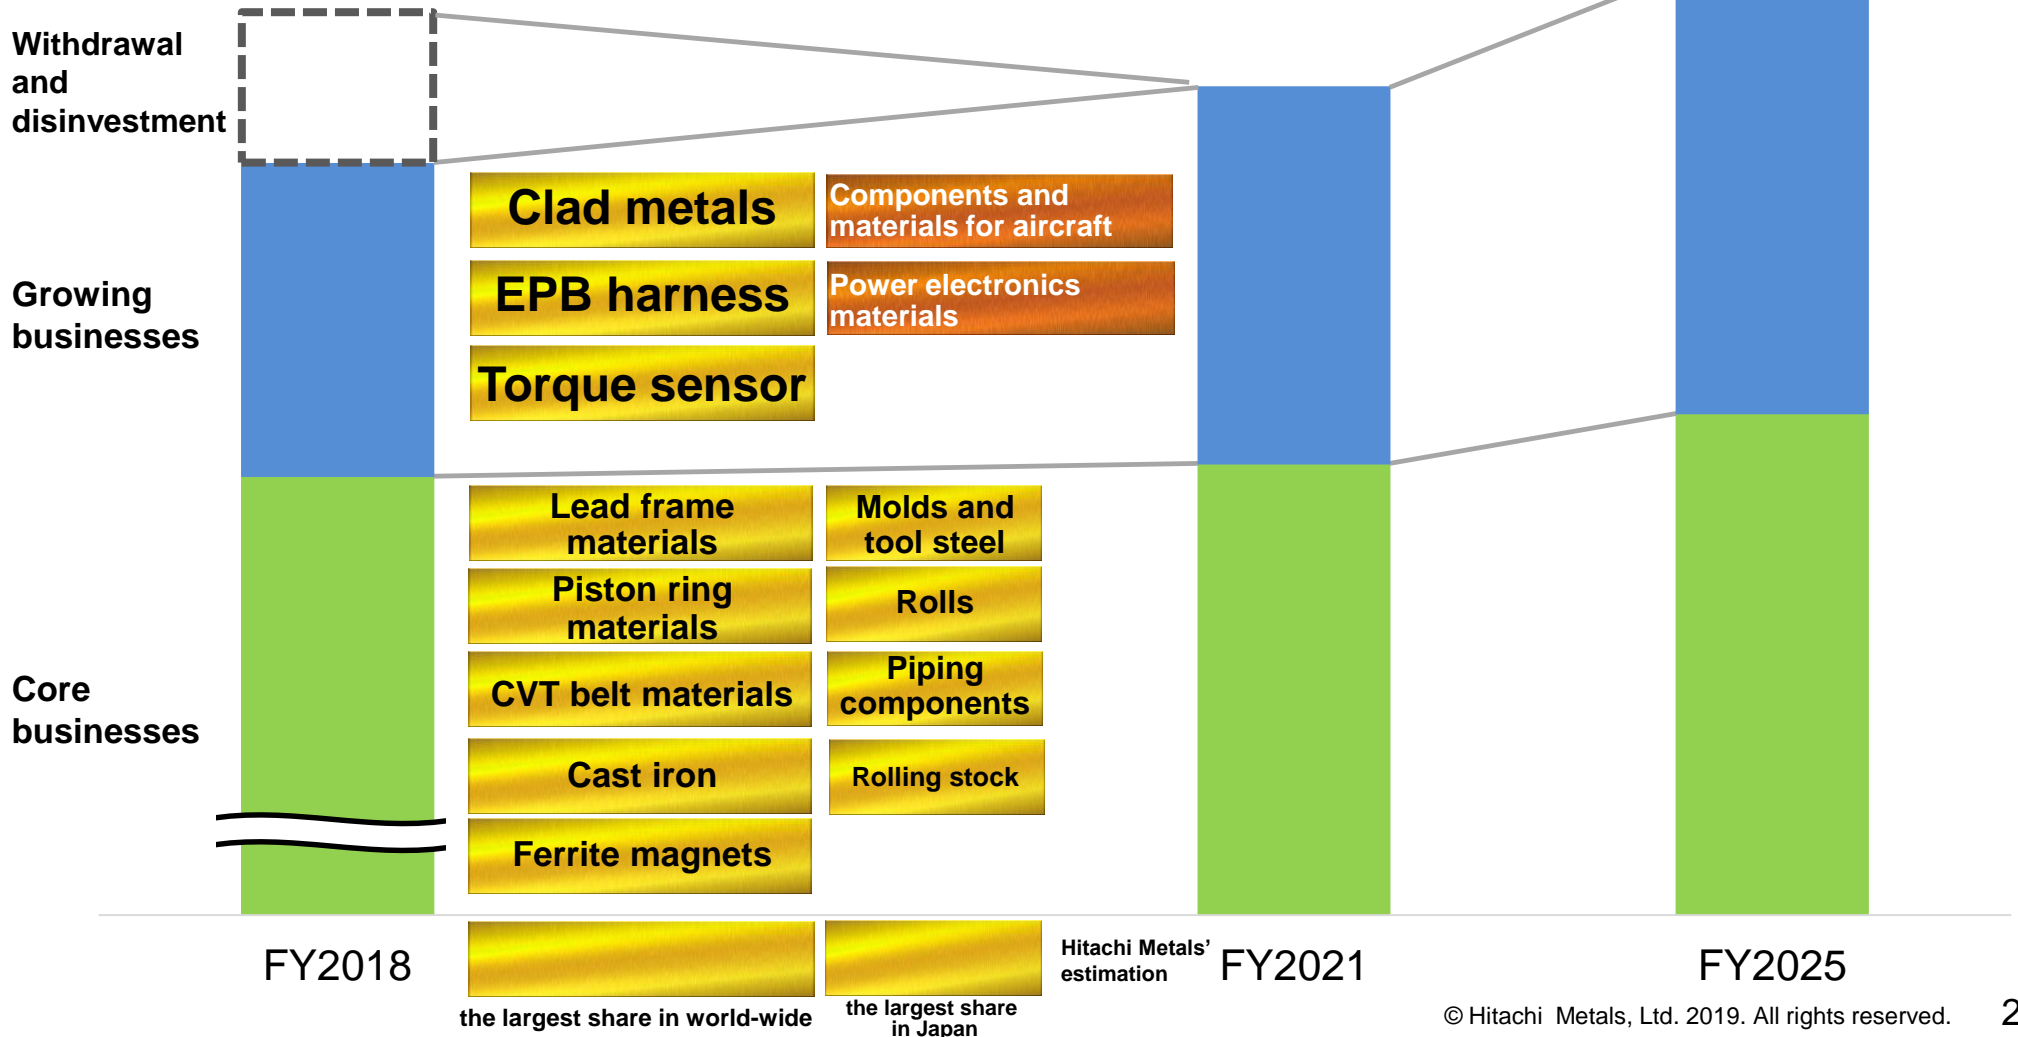 Withdrawal
and
disinvestment
Clad metals
Components and
materials for aircraft
Growing
businesses
EPB harness
Power electronics
materials
Torque sensor
Lead frame
materials
Molds and
tool steel
Piston ring
materials
Rolls
Core
businesses
CVT belt materials
Piping
components
Cast iron
Rolling stock
Ferrite magnets
FY2018
Hitachi Metals’
estimation
FY2021
FY2025
the largest share in world-wide
the largest share
in Japan
© Hitachi Metals, Ltd. 2019. All rights reserved.
2